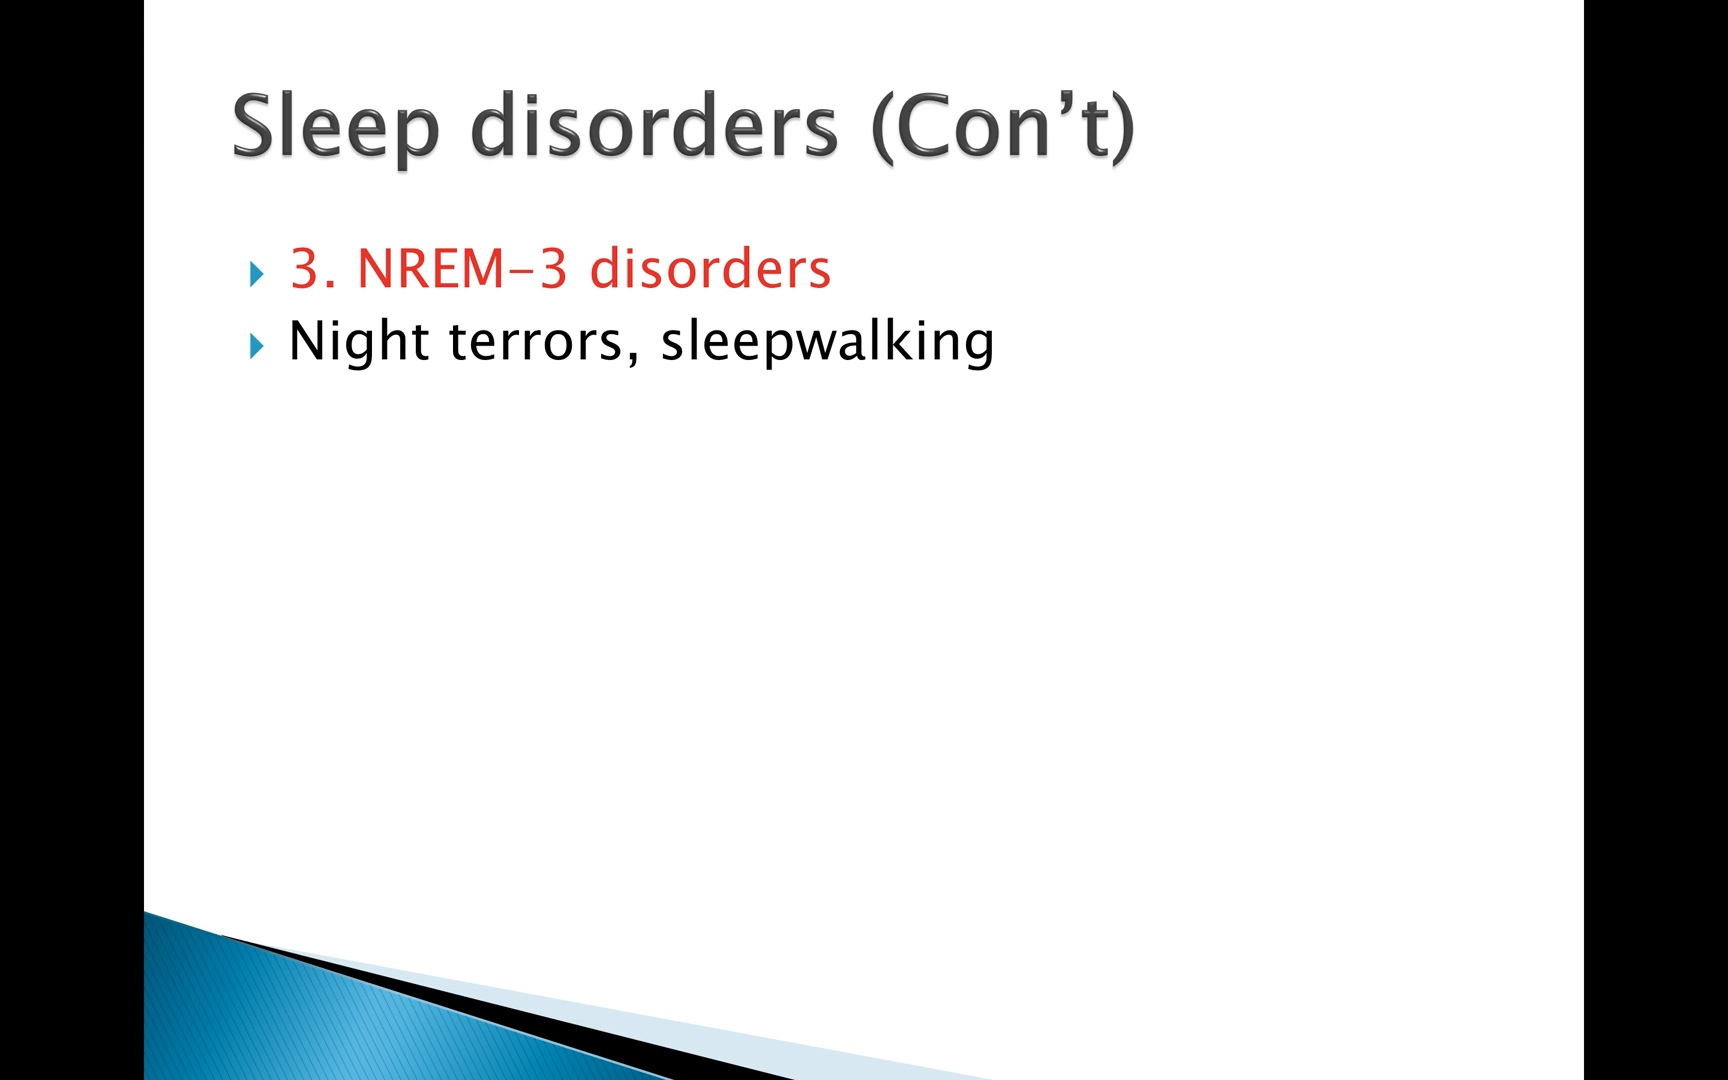 Sleep disorders (Con’t)
3. NREM-3 disorders
Night terrors, sleepwalking